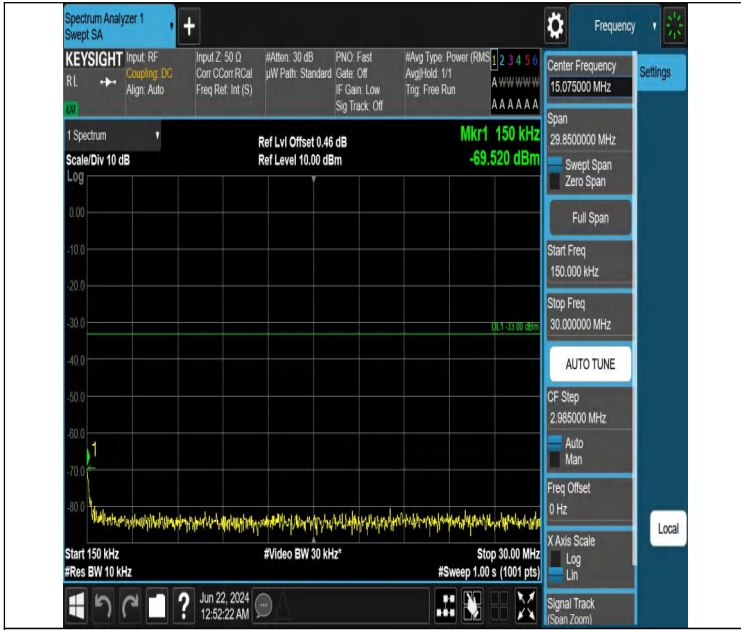 Spectrum Analyzer 1
Swept SA
Frequency
KEYSIGHT
RL
Input: RF
Coupling: DC
Align: Auto
Input Z: 50 Ω
Corr CCorr RCal
Freq Ref: Int (S)
#Atten: 30 dB
µW Path: Standard
PNO: Fast
Gate: Off
IF Gain: Low
Sig Track: Off
#Avg Type: Power (RMS
Avg|Hold: 1/1
Trig: Free Run
1 2 3 4 5 6
A W W W W W
A A A A A A
1 Spectrum
Scale/Div 10 dB
Log
Ref Lvl Offset 0.46 dB
Ref Level 10.00 dBm
Mkr1 150 kHz
-69.520 dBm
0.00
-10.0
-20.0
-30.0
DL1 -33.00 dBm
-40.0
-50.0
-60.0
1
-70.0
-80.0
Start 150 kHz
#Res BW 10 kHz
#Video BW 30 kHz*
Stop 30.00 MHz
#Sweep 1.00 s (1001 pts)
Center Frequency
15.075000 MHz
Settings
Span
29.8500000 MHz
Swept Span
Zero Span
Full Span
Start Freq
150.000 kHz
Stop Freq
30.000000 MHz
AUTO TUNE
CF Step
2.985000 MHz
Auto
Man
Freq Offset
0 Hz
X Axis Scale
Log
Lin
Local
Signal Track
(Span Zoom)
?
Jun 22, 2024
12:52:22 AM